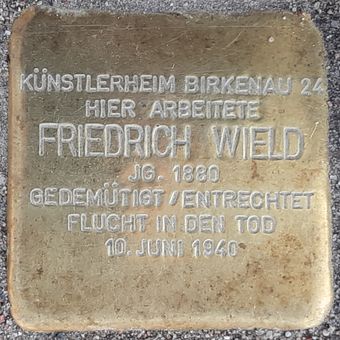 KÜNSTLERHEIM BIRKENAU 24
HIER ARBEITETE
FRIEDRICH WIELD
JG. 1880
GEDEMÜTIGT / ENTRECHTET
FLUCHT IN DEN TOD
10. JUNI 1940